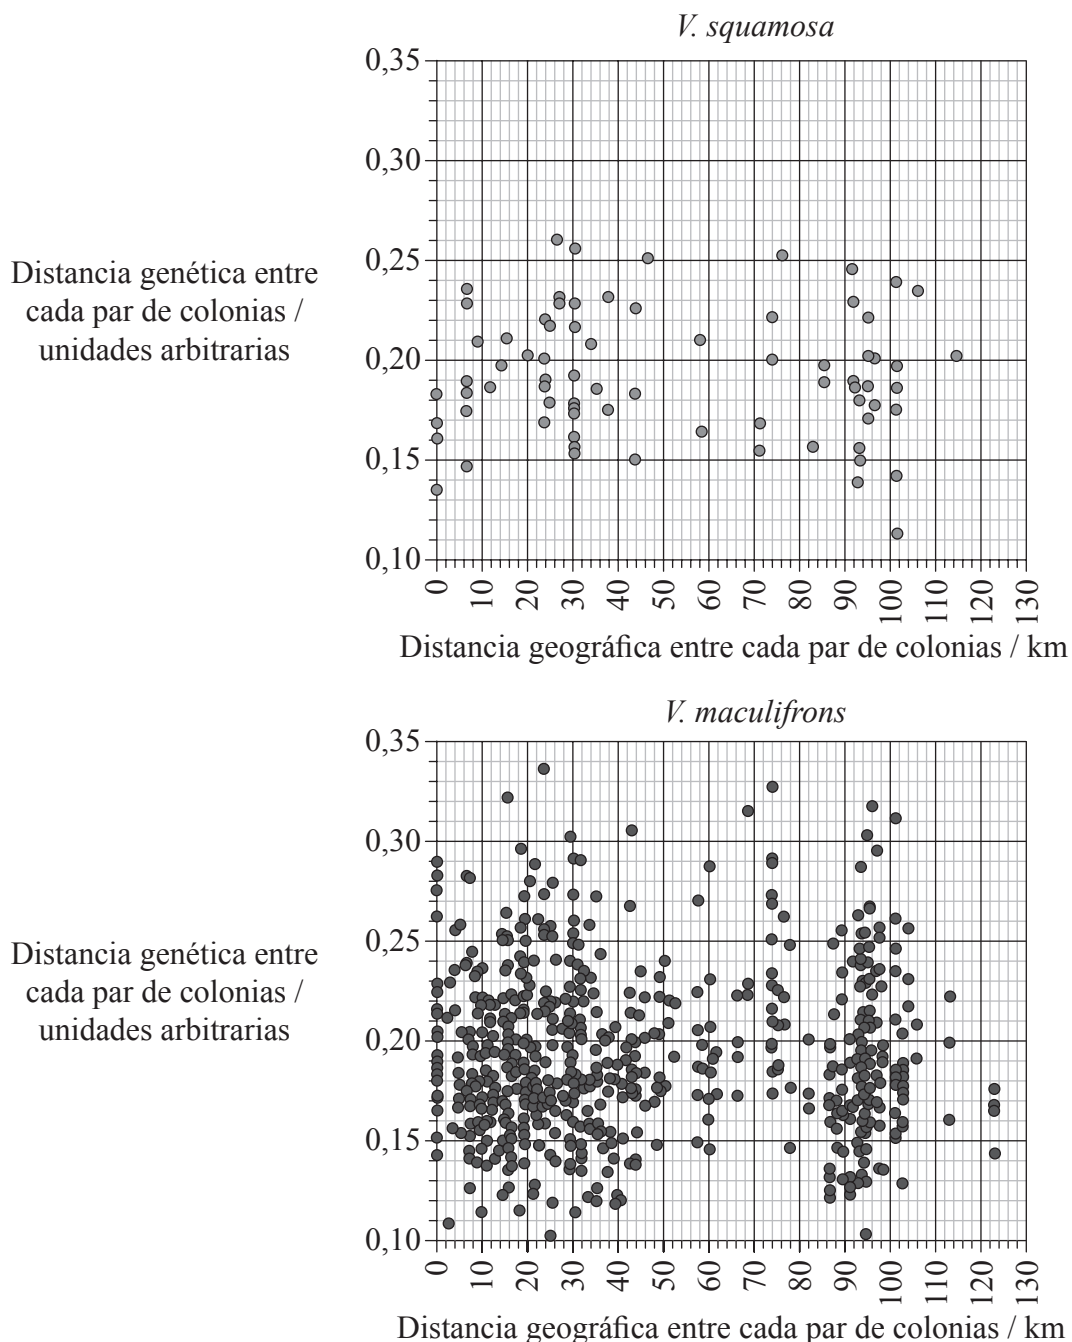 V. squamosa
0,35
0,30
0,25
0,20
0,15
0,10
Distancia genética entre
cada par de colonias /
unidades arbitrarias
0 10 20 30 40 50 60 70 80 90 100 110 120 130
Distancia geográfica entre cada par de colonias / km
V. maculifrons
0,35
0,30
0,25
0,20
0,15
0,10
Distancia genética entre
cada par de colonias /
unidades arbitrarias
0 10 20 30 40 50 60 70 80 90 100 110 120 130
Distancia geográfica entre cada par de colonias / km